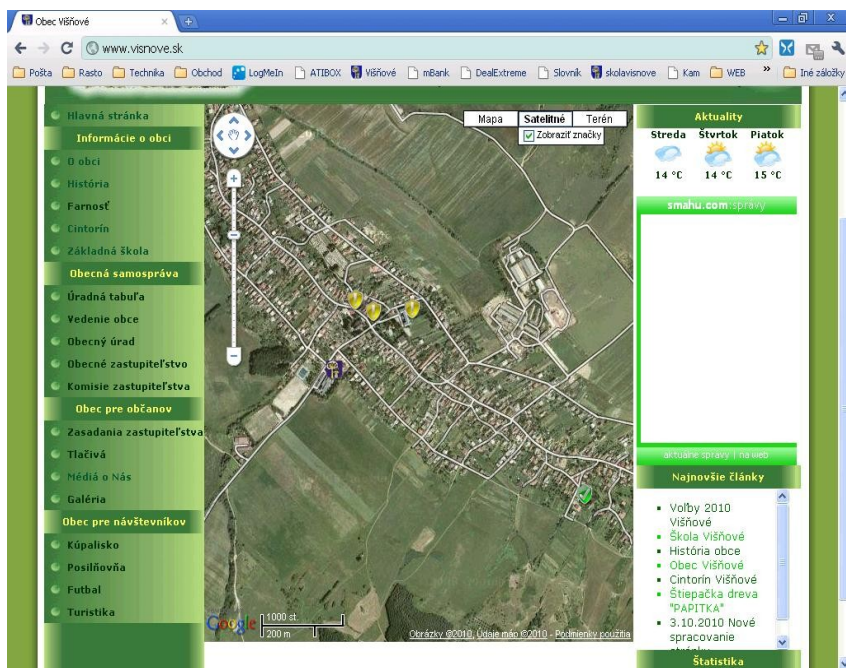 Obec Višňové
www.visnove.sk
Pošta
Rasto
Technika
Obchod
LogMeIn
ATIBOX
Višňové
mBank
DealExtreme
Slovník
skolavisnove
Kam
WEB
»
Iné záložky
Hlavná stránka
Informácie o obci
O obci
História
Farnosť
Cintorín
Základná škola
Obecná samospráva
Úradná tabuľa
Vedenie obce
Obecný úrad
Obecné zastupiteľstvo
Komisie zastupiteľstva
Obec pre občanov
Zasadania zastupiteľstva
Tlačivá
Médiá o Nás
Galéria
Obec pre návštevníkov
Kúpalisko
Posilňovňa
Futbal
Turistika
Mapa
Satelitné
Terén
Zobraziť značky
Google
1000 st
200 m
Obrázky ©2010, Údaje máp ©2010 - Podmienky použitia
Aktuality
Streda Štvrtok Piatok
14 °C 14 °C 15 °C
smahu.com správy
aktuálne správy | na web
Najnovšie články
Voľby 2010
Višňové
Škola Višňové
História obce
Obec Višňové
Cintorín Višňové
Štiepačka dreva
"PAPITKA"
3.10.2010 Nové
spracovanie
Štatistika